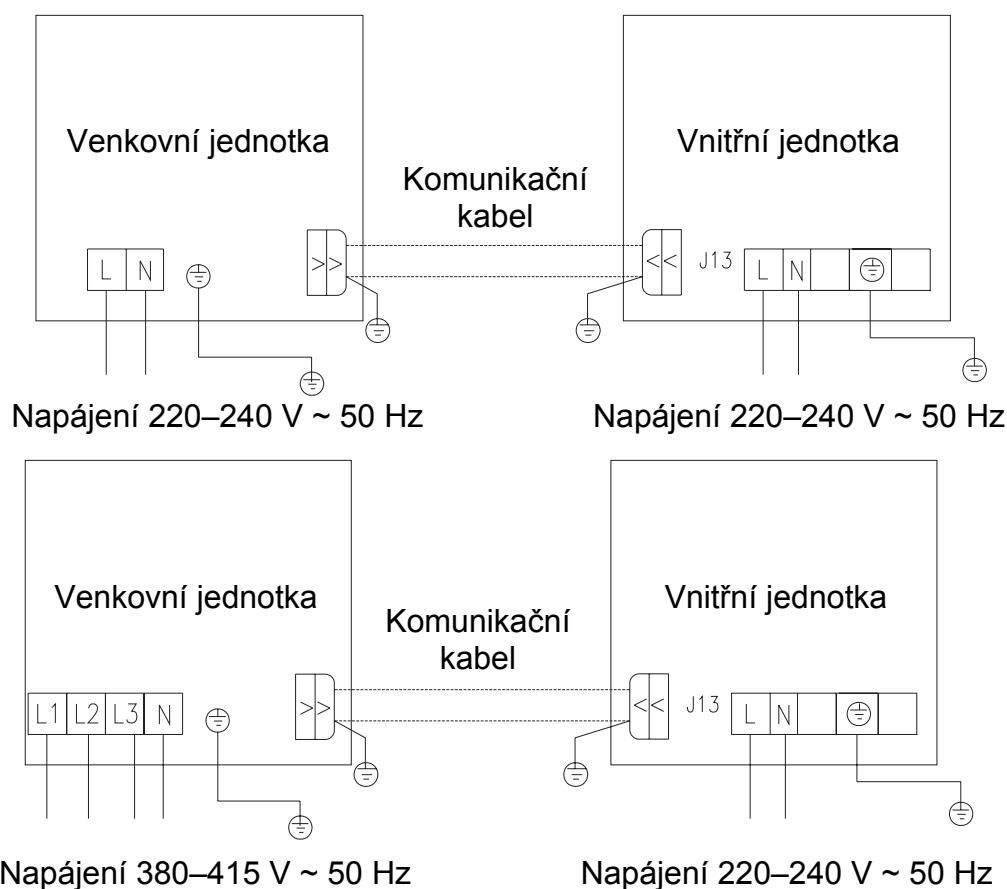 Venkovní jednotka
Vnitřní jednotka
Komunikační
kabel
L N
>>
<<
J13
L N
Napájení 220–240 V ~ 50 Hz
Napájení 220–240 V ~ 50 Hz
Venkovní jednotka
Vnitřní jednotka
Komunikační
kabel
L1 L2 L3 N
>>
<<
J13
L N
Napájení 380–415 V ~ 50 Hz
Napájení 220–240 V ~ 50 Hz